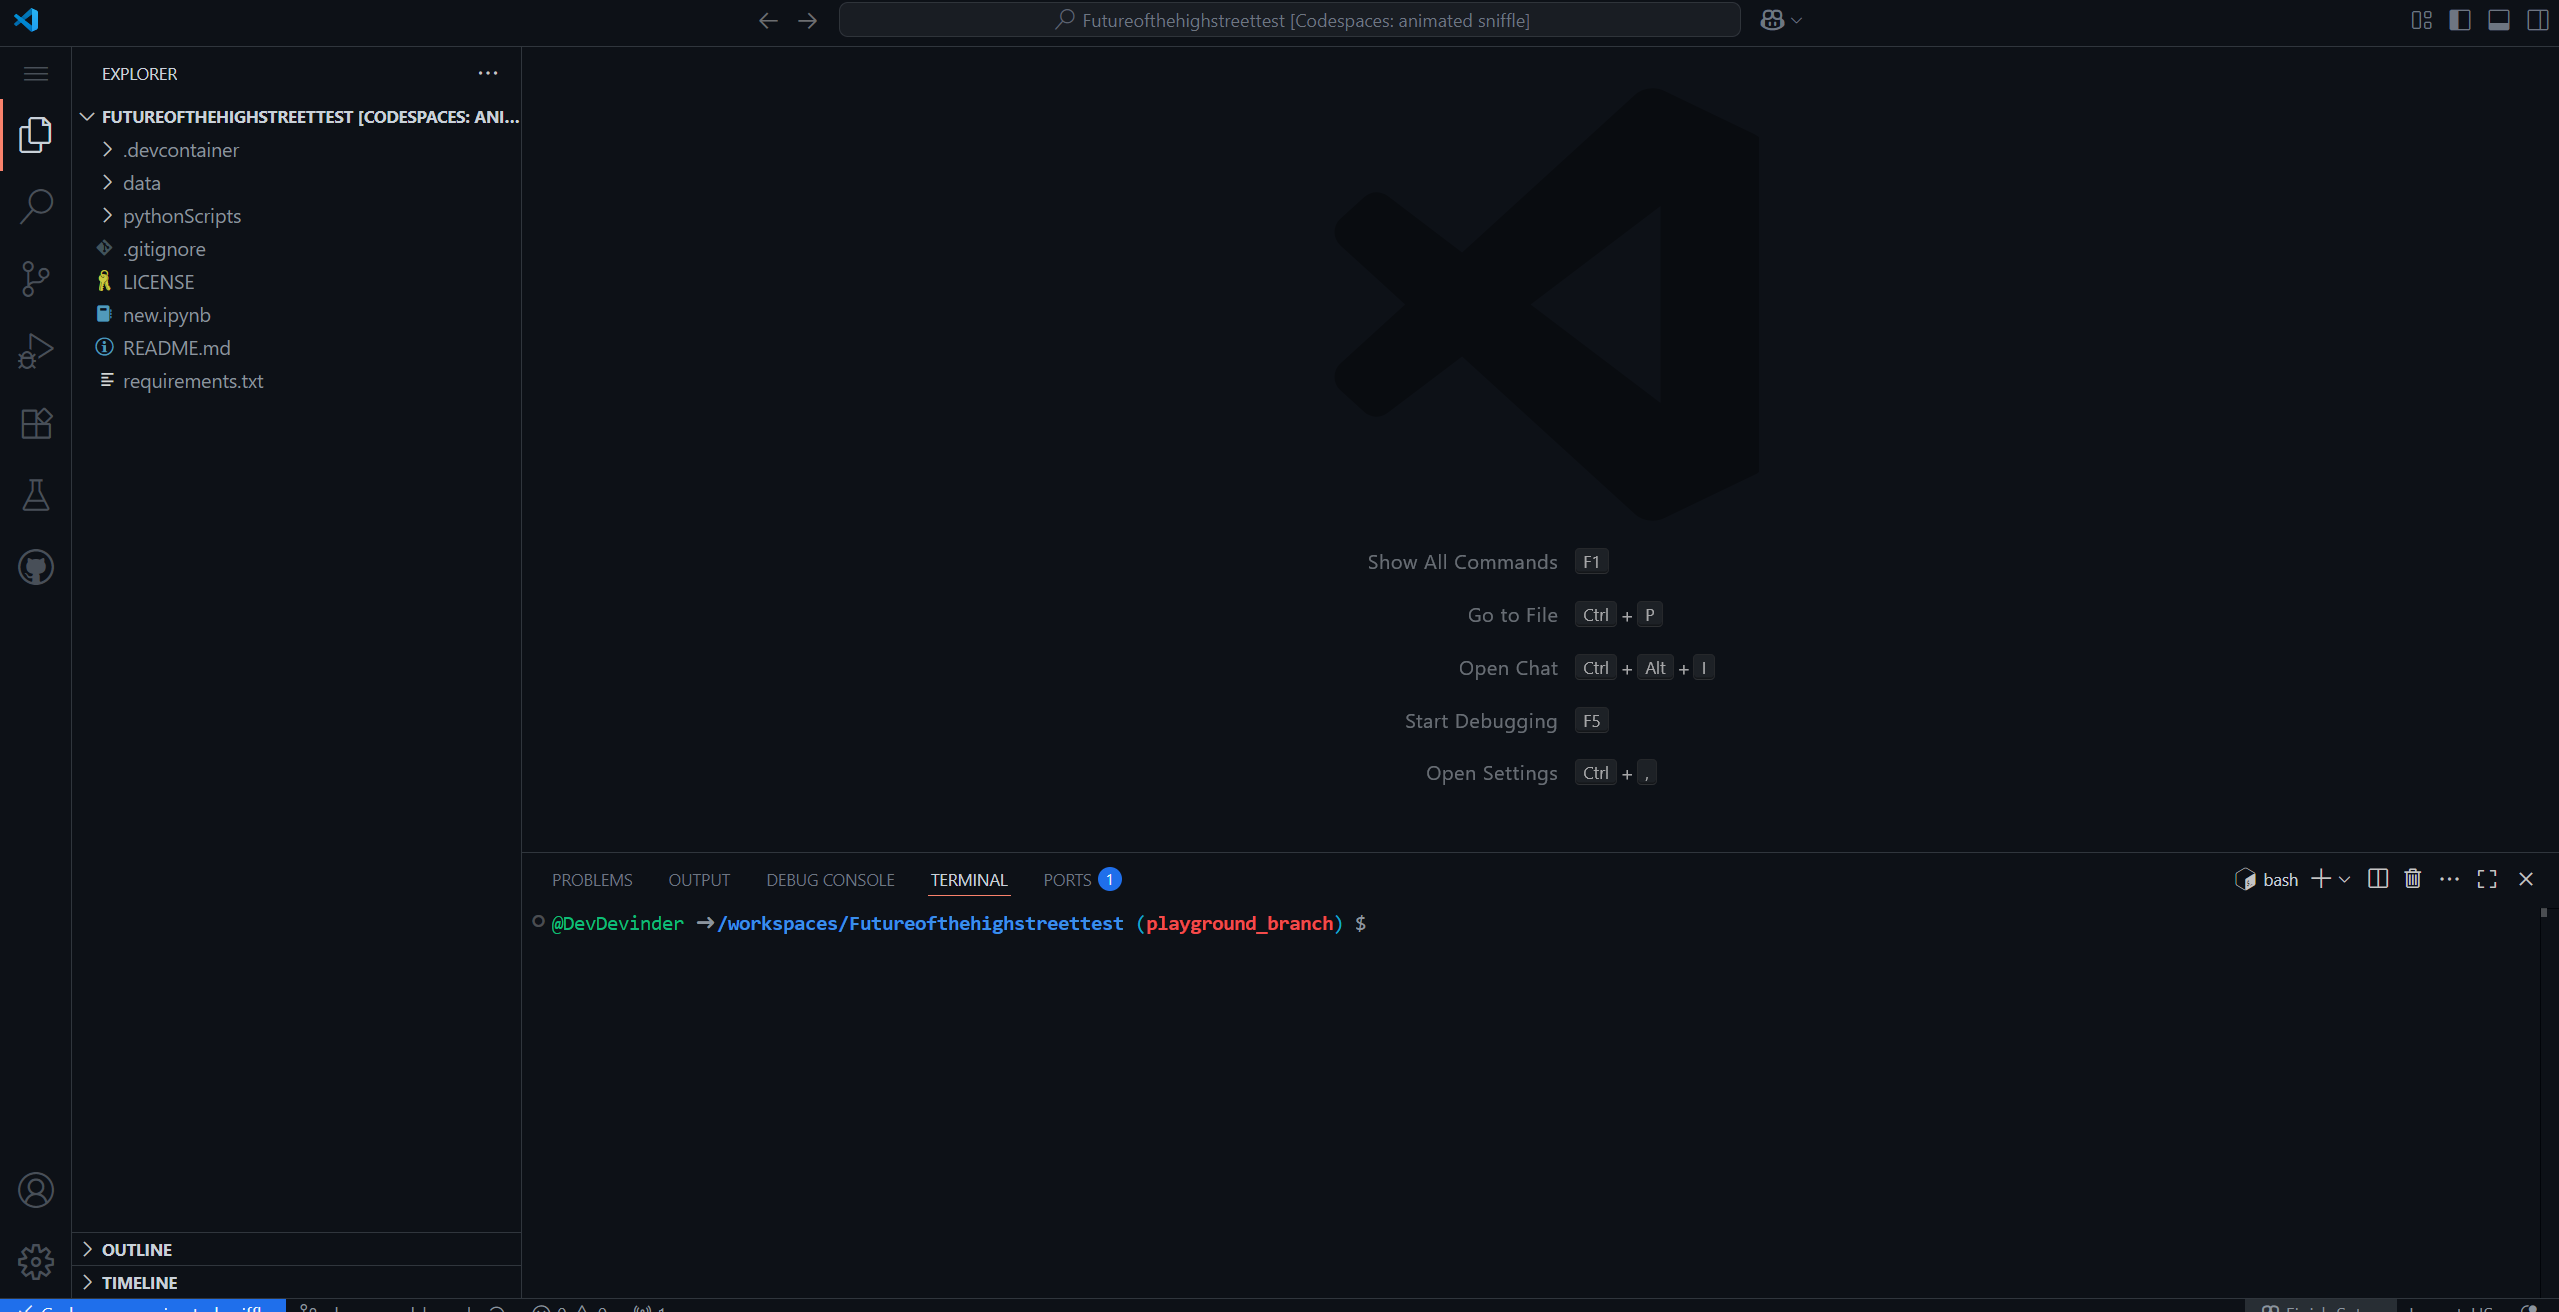 Futureofthehighstreettest [Codespaces: animated sniffle]
EXPLORER
FUTUREOFTHEHIGHSTREETTEST [CODESPACES: ANI...
.devcontainer
data
pythonScripts
.gitignore
LICENSE
new.ipynb
README.md
requirements.txt
OUTLINE
TIMELINE
Show All Commands F1
Go to File Ctrl + P
Open Chat Ctrl + Alt + I
Start Debugging F5
Open Settings Ctrl + ,
PROBLEMS OUTPUT DEBUG CONSOLE TERMINAL PORTS 1
bash
@DevDevinder ➜/workspaces/Futureofthehighstreettest (playground_branch) $